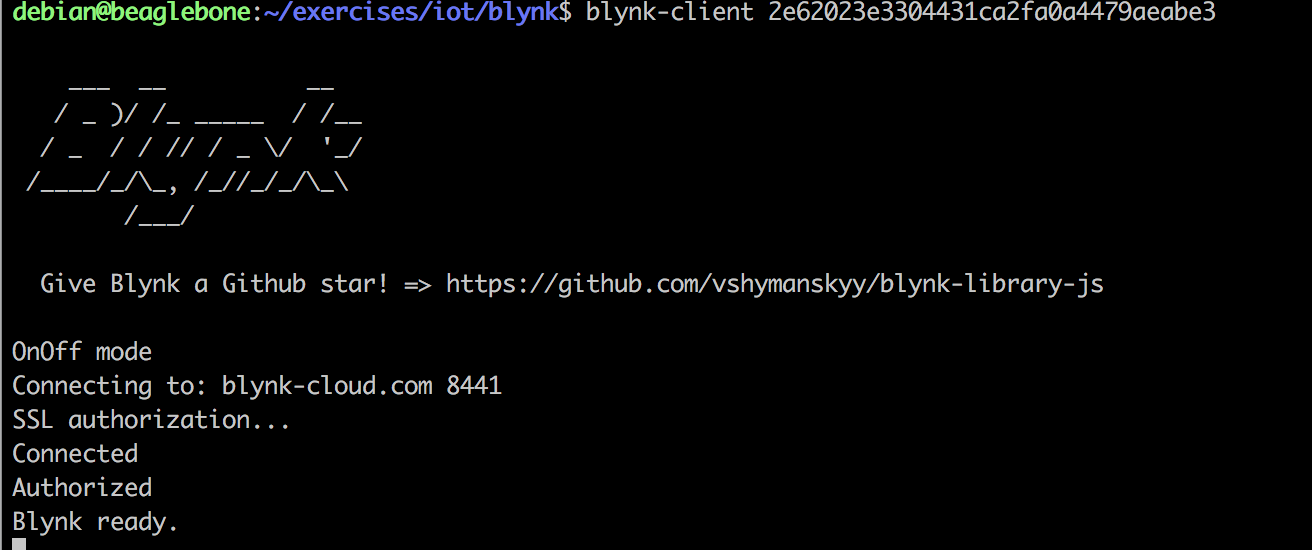 debian@beaglebone:~/exercises/iot/blynk$ blynk-client 2e62023e3304431ca2fa0a4479aeabe3
    ___  __          __
   / _ )/ /_ _____  / /__
  / _  / / // / _ \/  '_/
 /____/_/\_, /_//_/_/\_\
        /___/
  Give Blynk a Github star! => https://github.com/vshymanskyy/blynk-library-js
OnOff mode
Connecting to: blynk-cloud.com 8441
SSL authorization...
Connected
Authorized
Blynk ready.